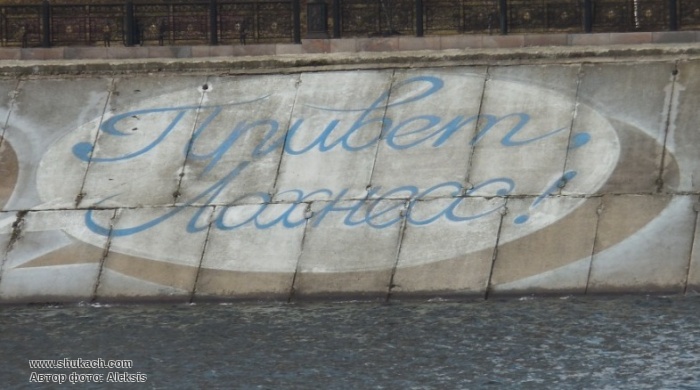 Привет,
Лохнесс!
www.shukach.com
Автор фото: Aleksis